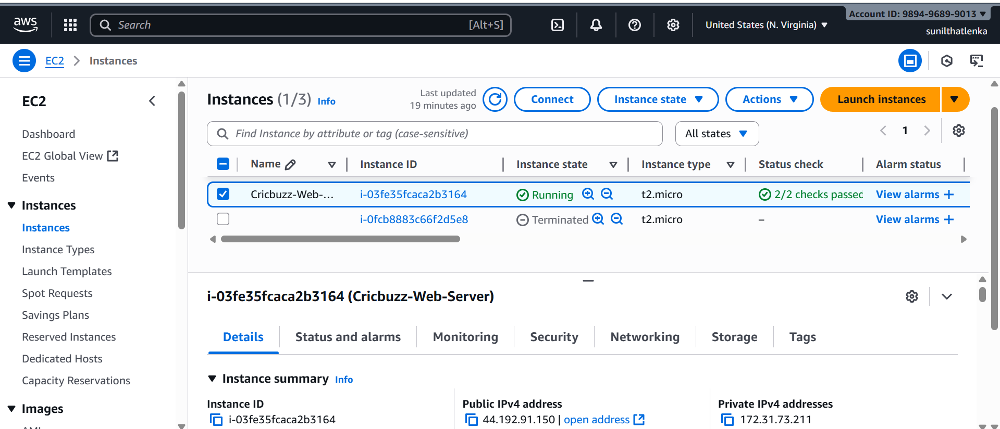 aws
Search [Alt+S]
United States (N. Virginia)
Account ID: 9894-9689-9013
sunilthatlenka
EC2 Instances
EC2
Dashboard
EC2 Global View
Events
Instances
Instances
Instance Types
Launch Templates
Spot Requests
Savings Plans
Reserved Instances
Dedicated Hosts
Capacity Reservations
Images
Instances (1/3) Info
Last updated
19 minutes ago
Connect
Instance state
Actions
Launch instances
Find Instance by attribute or tag (case-sensitive)
All states
1
Name Instance ID Instance state Instance type Status check Alarm status
Cricbuzz-Web-... i-03fe35fcaca2b3164 Running t2.micro 2/2 checks passed View alarms +
i-0fcb8883c66f2d5e8 Terminated t2.micro – View alarms +
i-03fe35fcaca2b3164 (Cricbuzz-Web-Server)
Details Status and alarms Monitoring Security Networking Storage Tags
Instance summary Info
Instance ID
i-03fe35fcaca2b3164
Public IPv4 address
44.192.91.150 | open address
Private IPv4 addresses
172.31.73.211